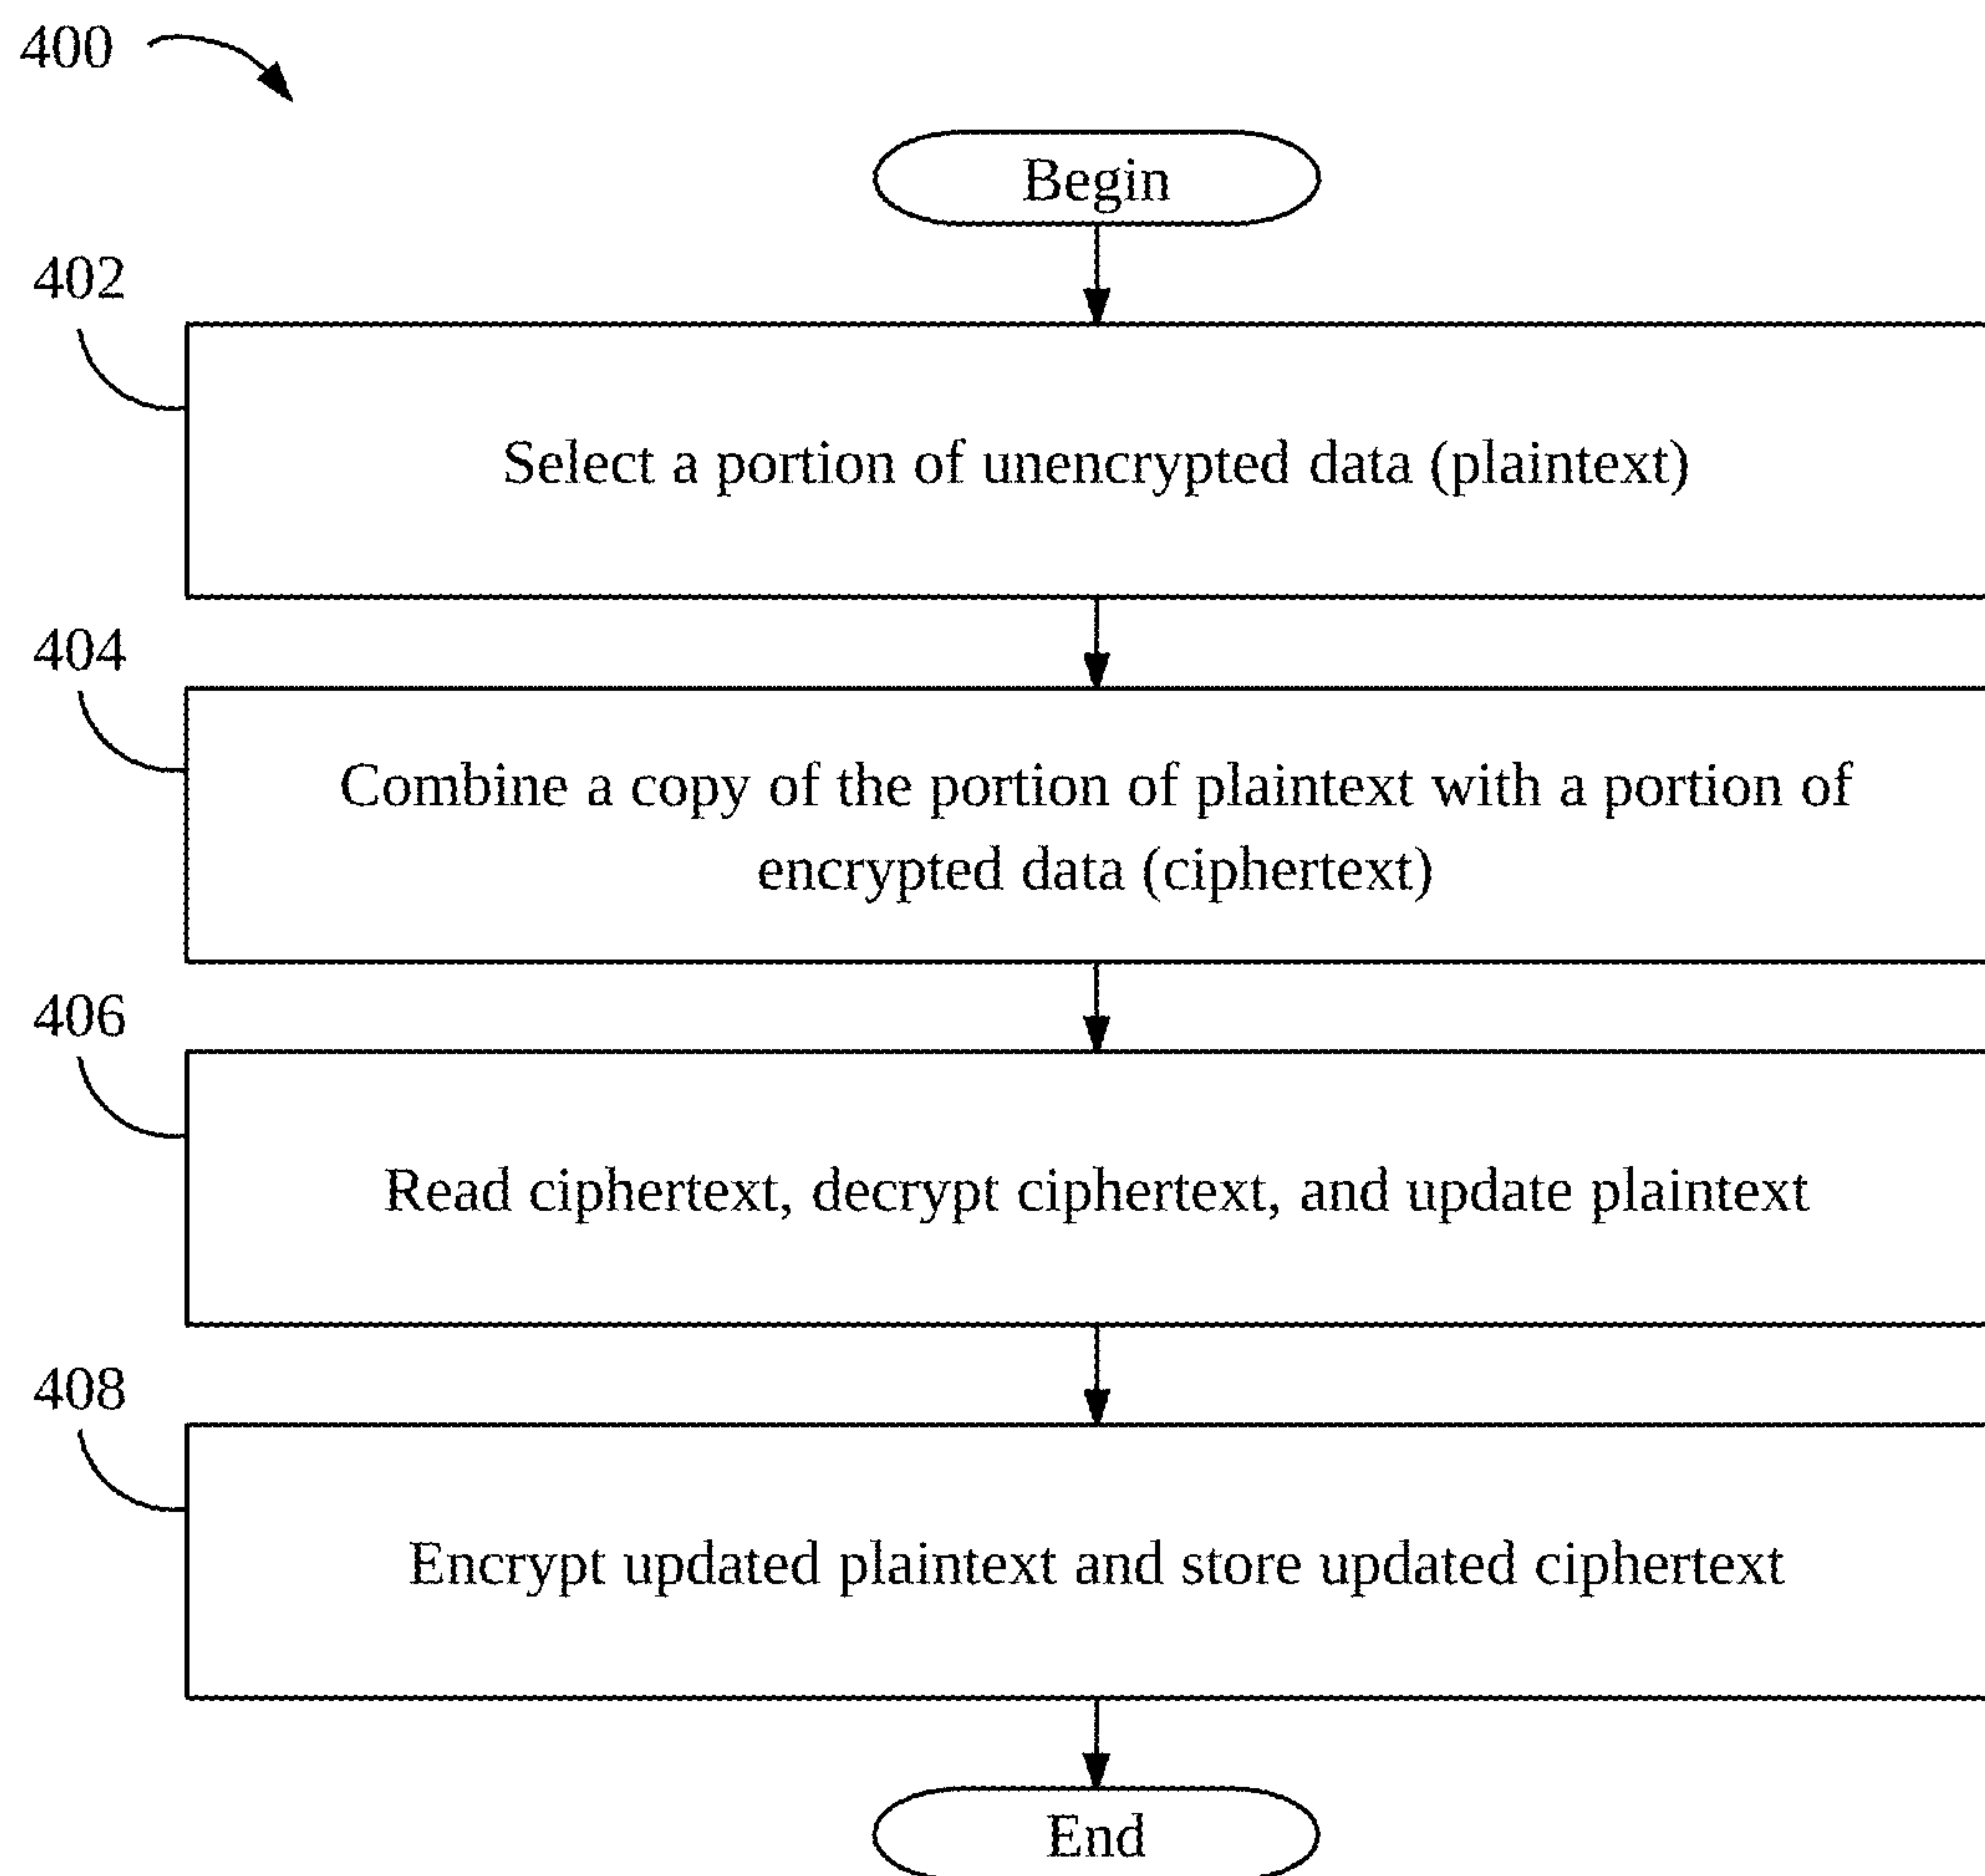 400
Begin
402
Select a portion of unencrypted data (plaintext)
404
Combine a copy of the portion of plaintext with a portion of
encrypted data (ciphertext)
406
Read ciphertext, decrypt ciphertext, and update plaintext
408
Encrypt updated plaintext and store updated ciphertext
End